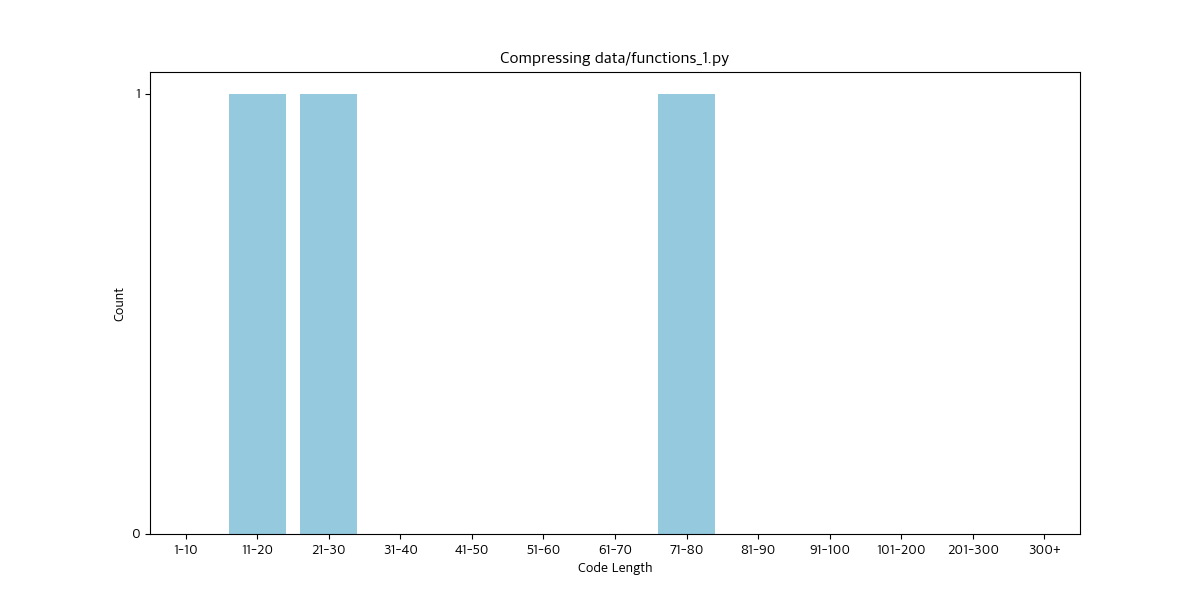 Compressing data/functions_1.py
1
Count
0
1-10 11-20 21-30 31-40 41-50 51-60 61-70 71-80 81-90 91-100 101-200 201-300 300+
Code Length